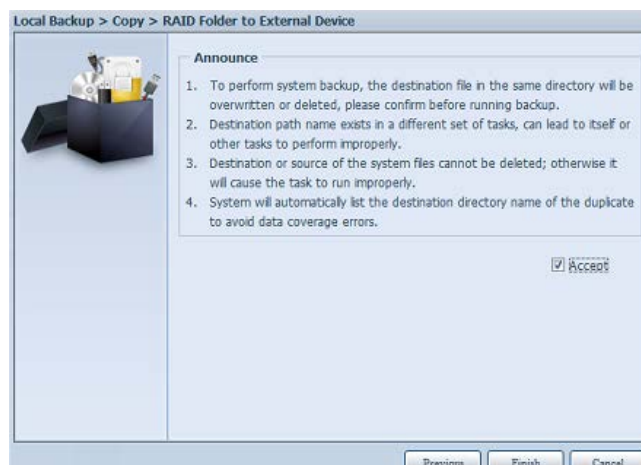 Local Backup > Copy > RAID Folder to External Device
Announce
1. To perform system backup, the destination file in the same directory will be
overwritten or deleted, please confirm before running backup.
2. Destination path name exists in a different set of tasks, can lead to itself or
other tasks to perform improperly.
3. Destination or source of the system files cannot be deleted; otherwise it
will cause the task to run improperly.
4. System will automatically list the destination directory name of the duplicate
to avoid data coverage errors.
Accept
Previous Finish Cancel